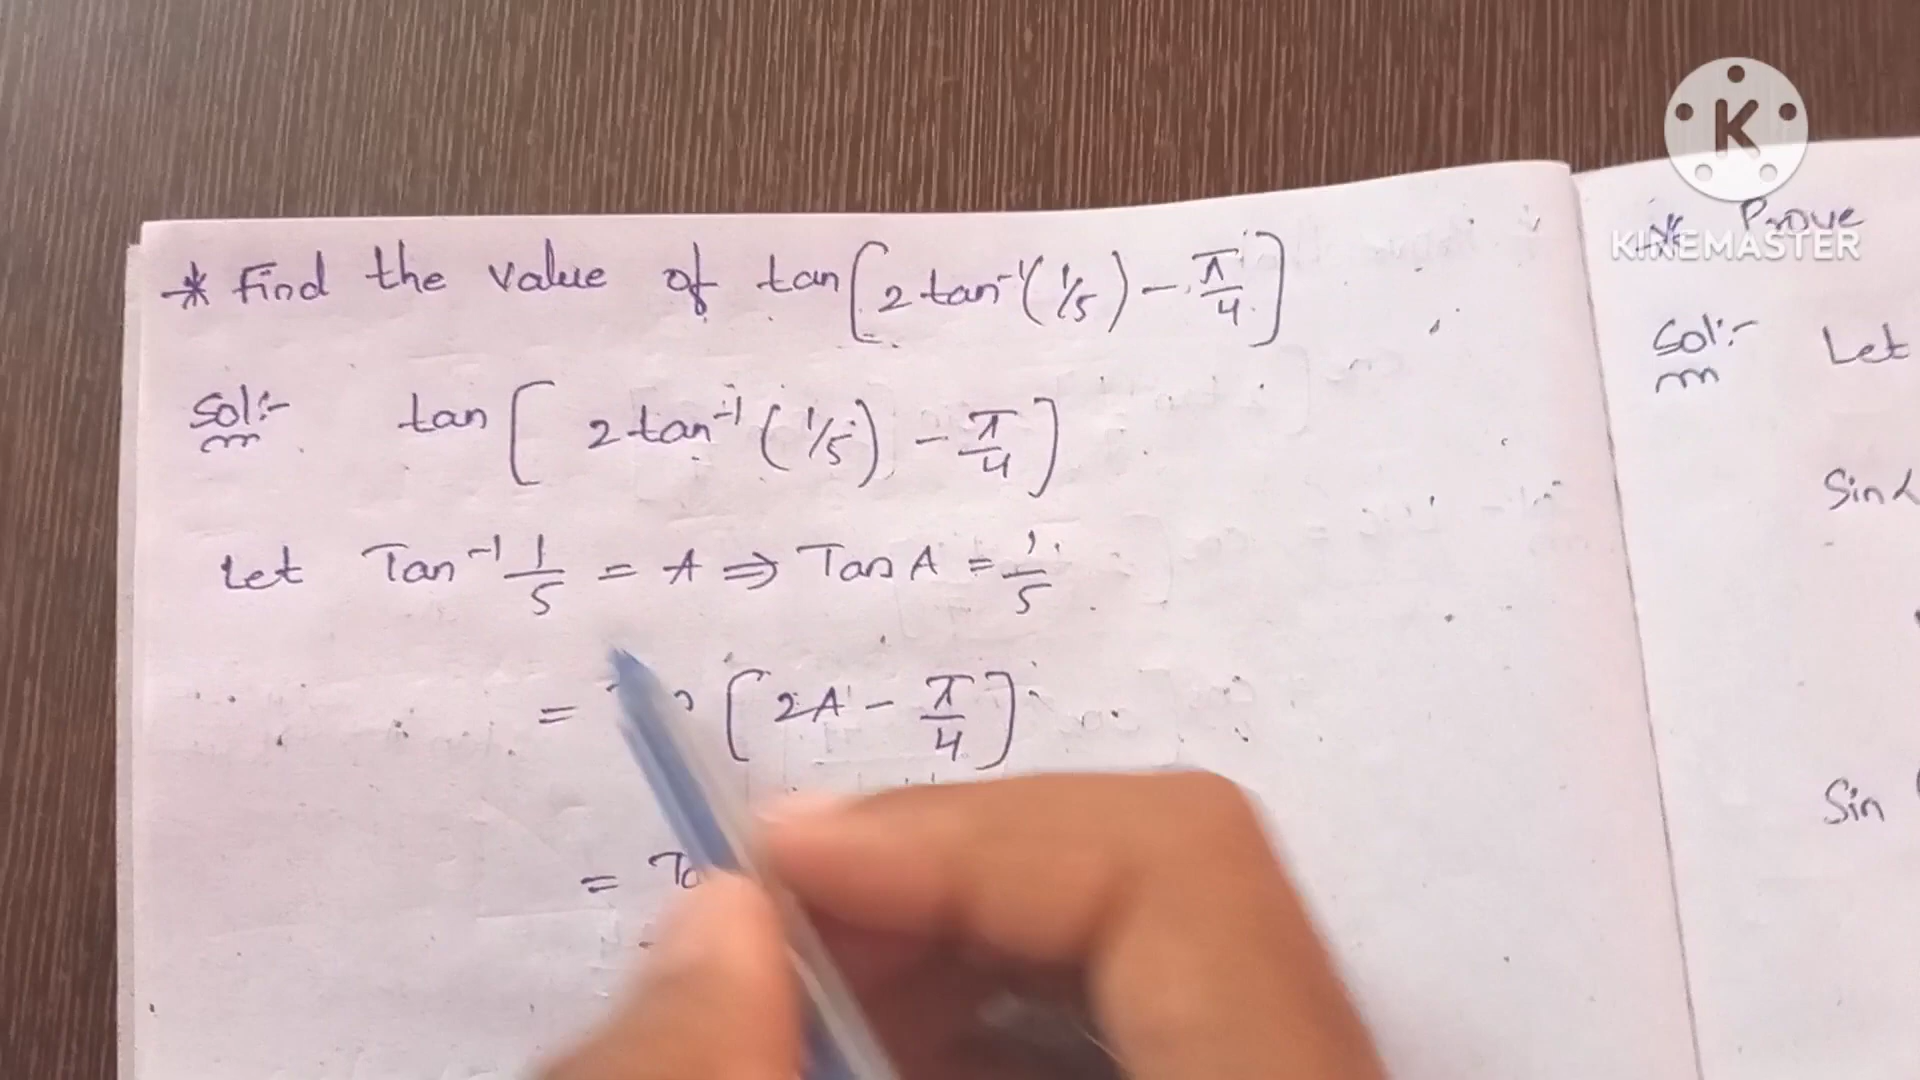 * Find the value of tan[2 tan⁻¹(1/5) - π/4]
Sol:- tan [ 2 tan⁻¹ (1/5) - π/4 ]
Let Tan⁻¹ 1/5 = A ⇒ Tan A = 1/5
= [2A - π/4]
=
* Prove
Sol:- Let
Sin
Sin
K
KINEMASTER